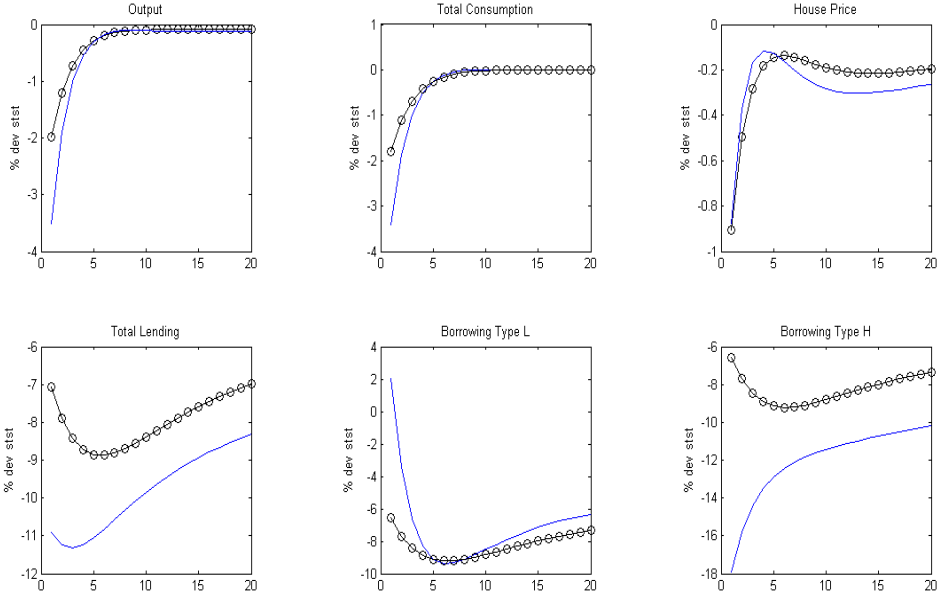 Output
Total Consumption
House Price
% dev stst
0
-1
-2
-3
-4
0 5 10 15 20
% dev stst
1
0
-1
-2
-3
-4
0 5 10 15 20
% dev stst
0
-0.2
-0.4
-0.6
-0.8
-1
0 5 10 15 20
Total Lending
Borrowing Type L
Borrowing Type H
% dev stst
-6
-7
-8
-9
-10
-11
-12
0 5 10 15 20
% dev stst
4
2
0
-2
-4
-6
-8
-10
0 5 10 15 20
% dev stst
-6
-8
-10
-12
-14
-16
-18
0 5 10 15 20